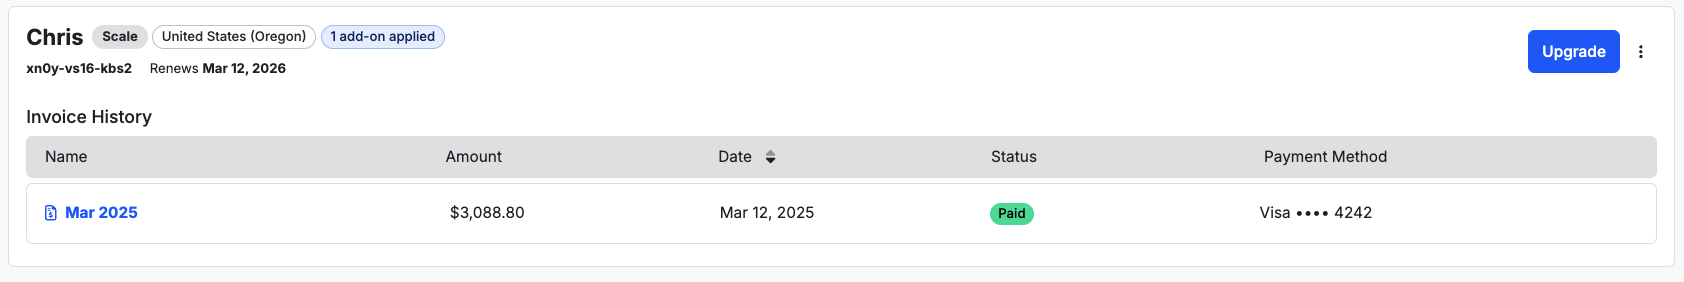 Chris Scale United States (Oregon) 1 add-on applied
xn0y-vs16-kbs2 Renews Mar 12, 2026
Upgrade
Invoice History
Name Amount Date Status Payment Method
Mar 2025 $3,088.80 Mar 12, 2025 Paid Visa •••• 4242